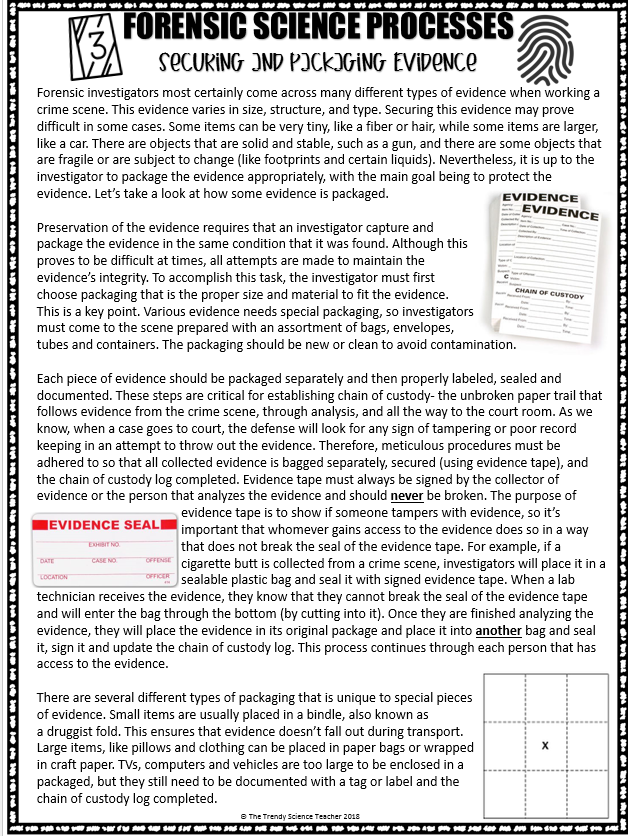 3
FORENSIC SCIENCE PROCESSES
SECURING AND PACKAGING EVIDENCE
Forensic investigators most certainly come across many different types of evidence when working a
crime scene. This evidence varies in size, structure, and type. Securing this evidence may prove
difficult in some cases. Some items can be very tiny, like a fiber or hair, while some items are larger,
like a car. There are objects that are solid and stable, such as a gun, and there are some objects that
are fragile or are subject to change (like footprints and certain liquids). Nevertheless, it is up to the
investigator to package the evidence appropriately, with the main goal being to protect the
evidence. Let's take a look at how some evidence is packaged.
EVIDENCE
EVIDENCE
CHAIN OF CUSTODY
Preservation of the evidence requires that an investigator capture and
package the evidence in the same condition that it was found. Although this
proves to be difficult at times, all attempts are made to maintain the
evidence's integrity. To accomplish this task, the investigator must first
choose packaging that is the proper size and material to fit the evidence.
This is a key point. Various evidence needs special packaging, so investigators
must come to the scene prepared with an assortment of bags, envelopes,
tubes and containers. The packaging should be new or clean to avoid contamination.
Each piece of evidence should be packaged separately and then properly labeled, sealed and
documented. These steps are critical for establishing chain of custody- the unbroken paper trail that
follows evidence from the crime scene, through analysis, and all the way to the court room. As we
know, when a case goes to court, the defense will look for any sign of tampering or poor record
keeping in an attempt to throw out the evidence. Therefore, meticulous procedures must be
adhered to so that all collected evidence is bagged separately, secured (using evidence tape), and
the chain of custody log completed. Evidence tape must always be signed by the collector of
evidence or the person that analyzes the evidence and should never be broken. The purpose of
evidence tape is to show if someone tampers with evidence, so it's
important that whomever gains access to the evidence does so in a way
that does not break the seal of the evidence tape. For example, if a
cigarette butt is collected from a crime scene, investigators will place it in a
sealable plastic bag and seal it with signed evidence tape. When a lab
EVIDENCE SEAL
EXHIBIT NO.
DATE CASE NO. OFFENSE
LOCATION OFFICER
technician receives the evidence, they know that they cannot break the seal of the evidence tape
and will enter the bag through the bottom (by cutting into it). Once they are finished analyzing the
evidence, they will place the evidence in its original package and place it into another bag and seal
it, sign it and update the chain of custody log. This process continues through each person that has
access to the evidence.
There are several different types of packaging that is unique to special pieces
of evidence. Small items are usually placed in a bindle, also known as
a druggist fold. This ensures that evidence doesn't fall out during transport.
Large items, like pillows and clothing can be placed in paper bags or wrapped
in craft paper. TVs, computers and vehicles are too large to be enclosed in a
packaged, but they still need to be documented with a tag or label and the
chain of custody log completed.
X
© The Trendy Science Teacher 2018